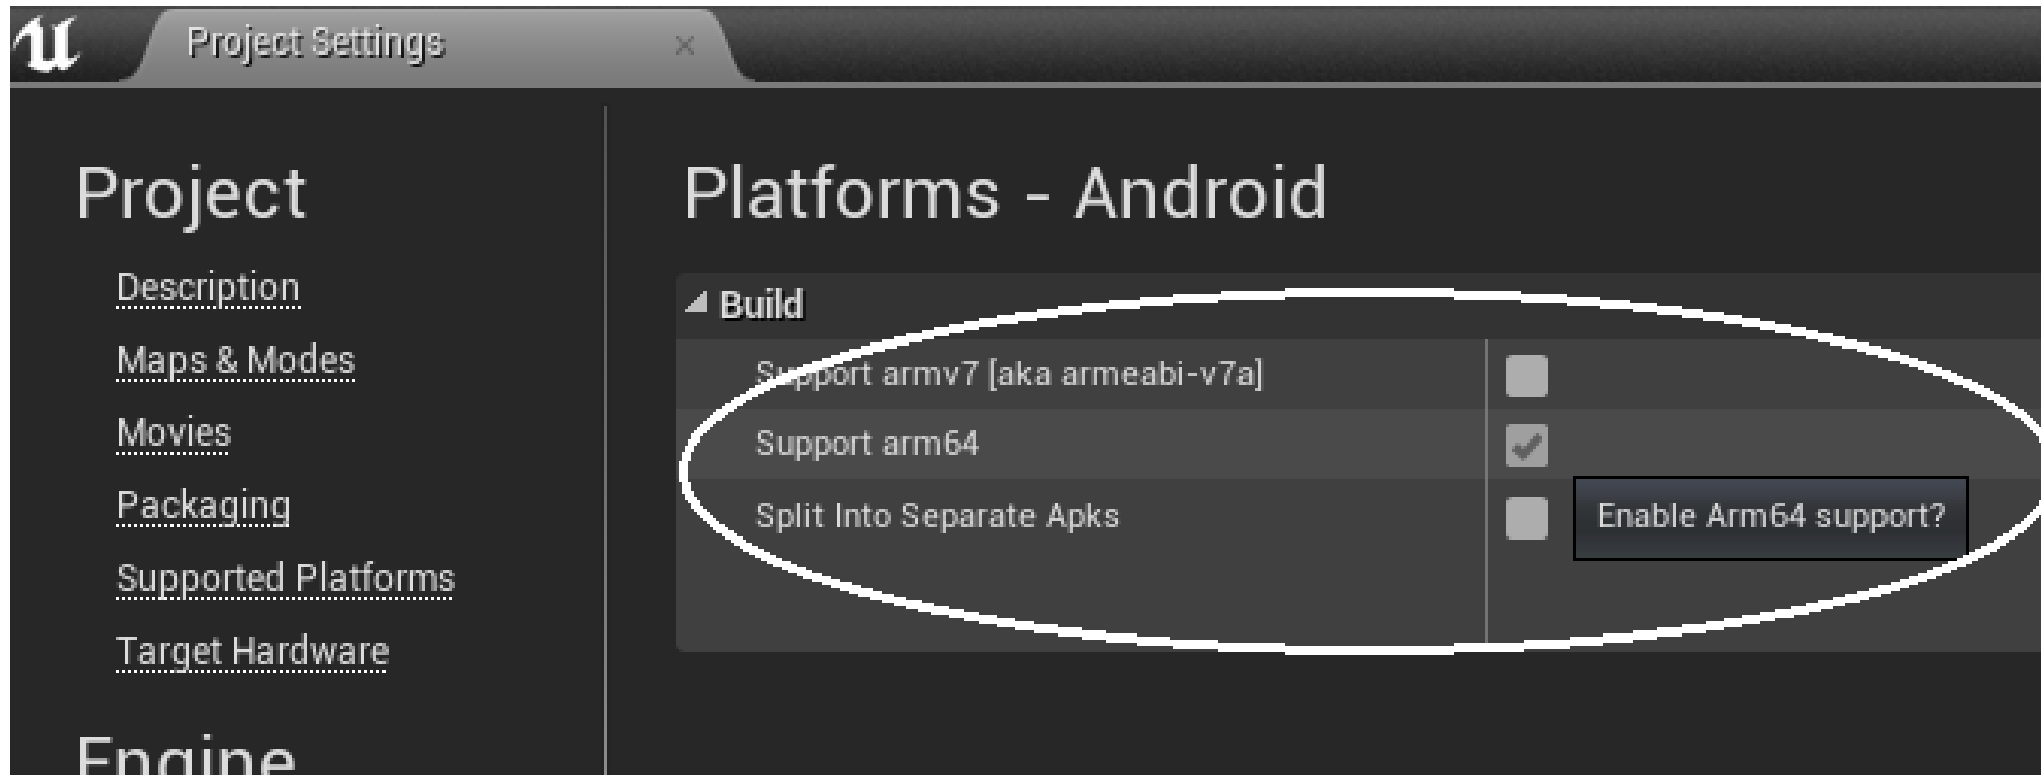 Project Settings
Project
Description
Maps & Modes
Movies
Packaging
Supported Platforms
Target Hardware
Engine
Platforms - Android
Build
Support armv7 [aka armeabi-v7a]
Support arm64
Split Into Separate Apks
Enable Arm64 support?